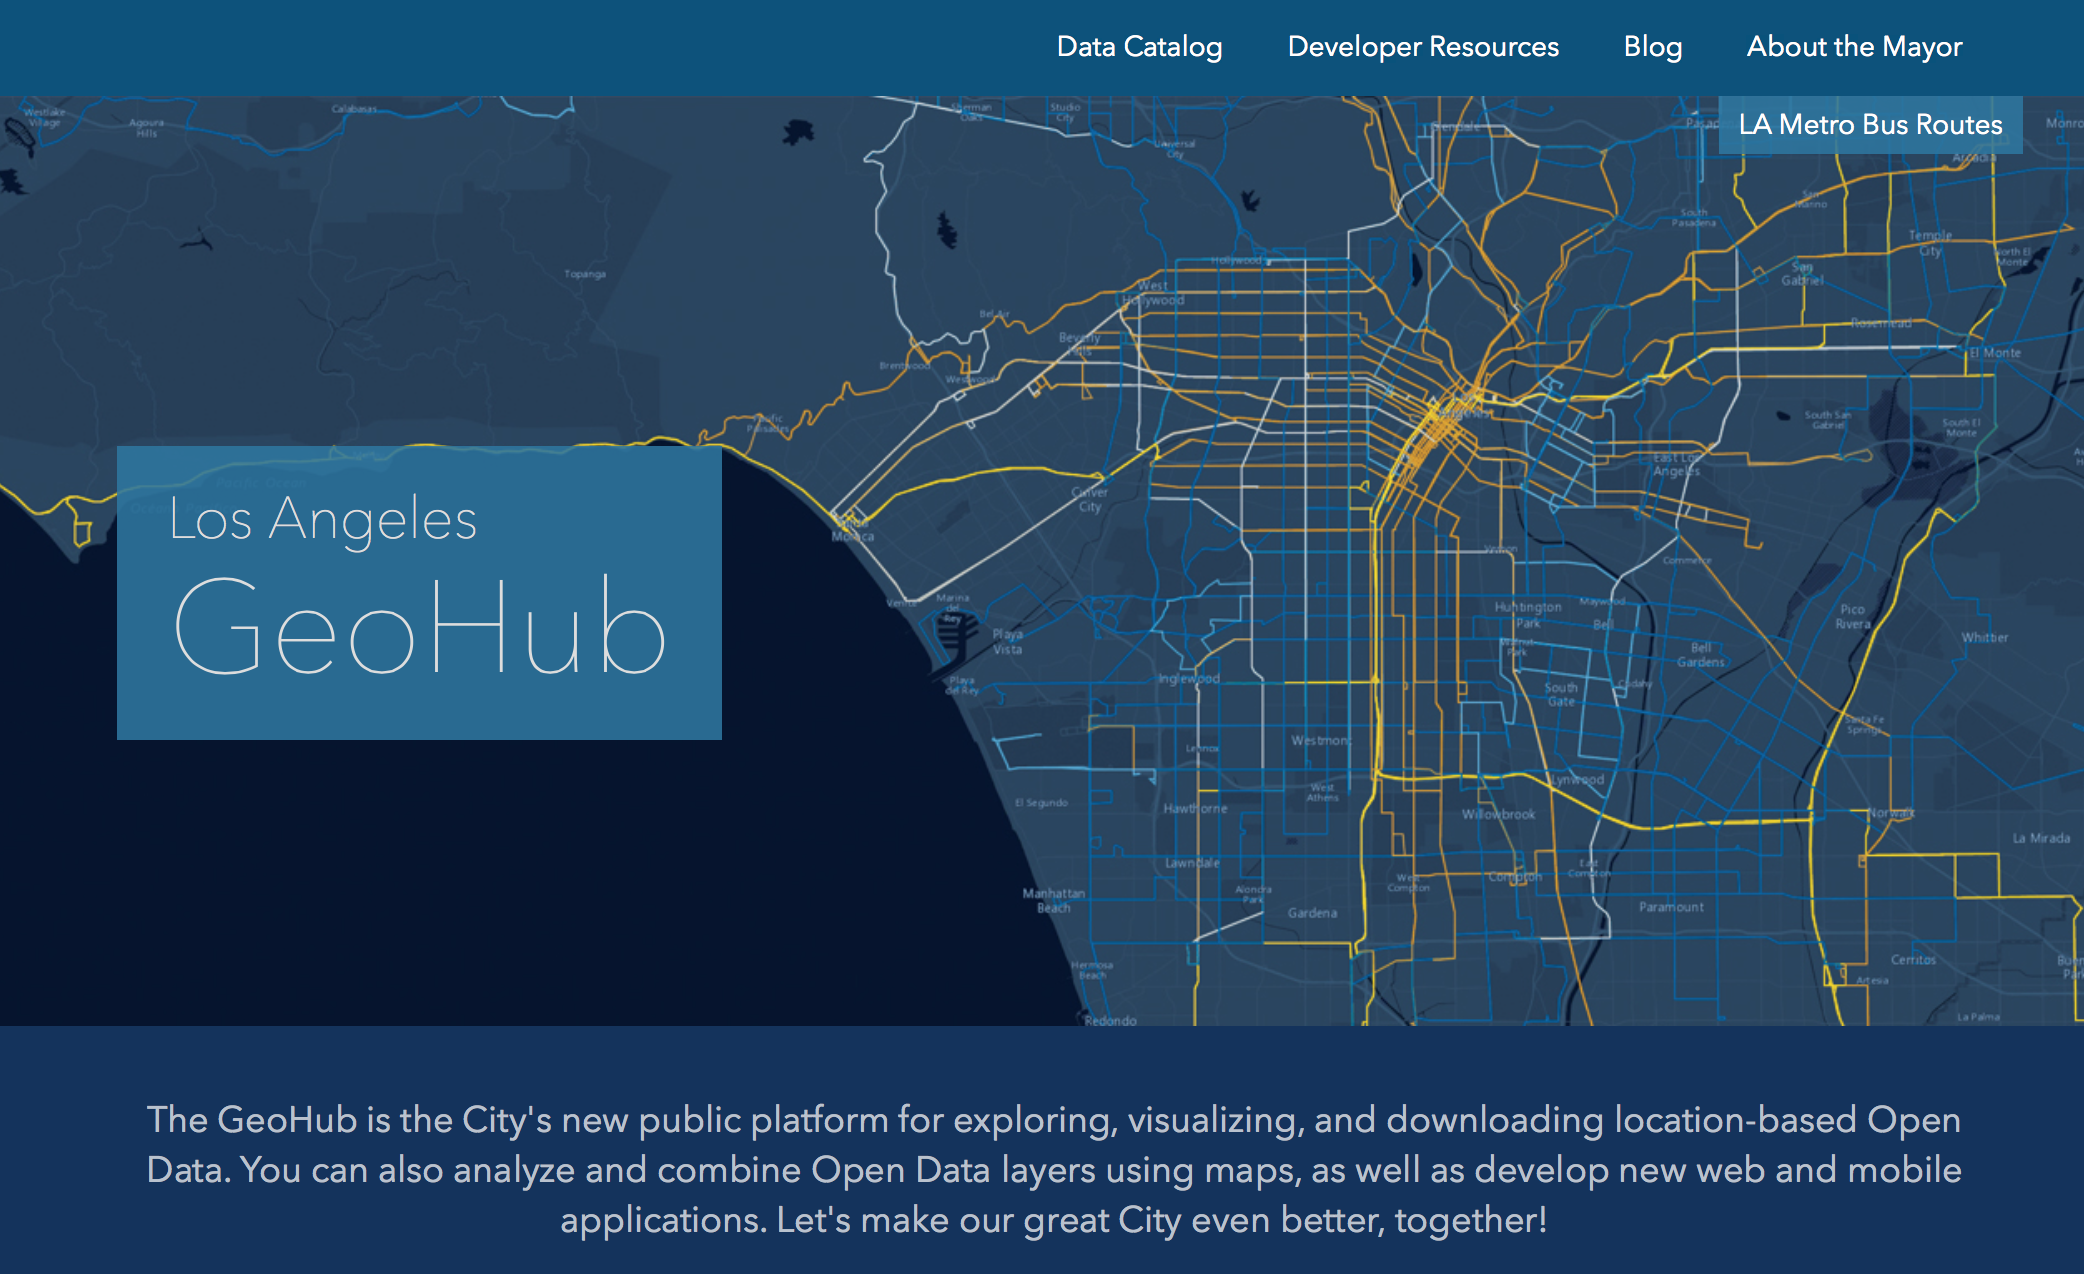 Data Catalog
Developer Resources
Blog
About the Mayor
LA Metro Bus Routes
Westlake
Village
Agoura
Hills
Calabasas
Sherman
Oaks
Studio
City
Universal
City
Glendale
Arcadia
San
Marino
South
Pasadena
Temple
City
North El
Monte
San
Gabriel
Topanga
Hollywood
West
Hollywood
Bel Air
Beverly
Hills
Brentwood
Westwood
Rosemead
El Monte
Pacific
Palisades
South San
Gabriel
South El
Monte
East Los
Angeles
Culver
City
Santa
Monica
Pacific Ocean
Los Angeles
GeoHub
Vernon
Commerce
Venice
Marina
del
Rey
Playa
Vista
Playa
del Rey
Huntington
Park
Maywood
Bell
Walnut
Park
Bell
Gardens
Pico
Rivera
Whittier
Inglewood
South
Gate
Cudahy
Santa Fe
Springs
Lennox
Westmont
West
Athens
Lynwood
El Segundo
Hawthorne
Willowbrook
Norwalk
La Mirada
Lawndale
West
Compton
Compton
East
Compton
Manhattan
Beach
Alondra
Park
Gardena
Paramount
Hermosa
Beach
Cerritos
Artesia
Redondo
La Palma
The GeoHub is the City's new public platform for exploring, visualizing, and downloading location-based Open
Data. You can also analyze and combine Open Data layers using maps, as well as develop new web and mobile
applications. Let's make our great City even better, together!